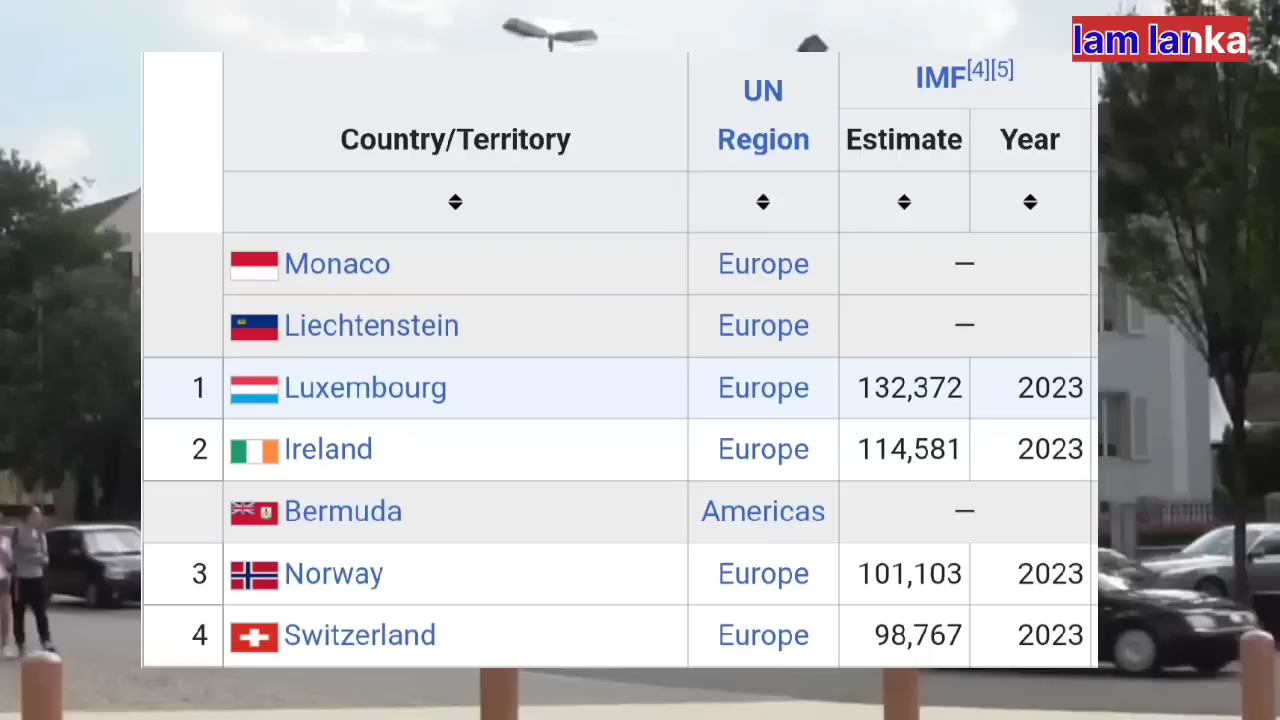 lam lanka
IMF[4][5]
UN
Region
Country/Territory
Estimate
Year
Monaco Europe —
Liechtenstein Europe —
1 Luxembourg Europe 132,372 2023
2 Ireland Europe 114,581 2023
Bermuda Americas —
3 Norway Europe 101,103 2023
4 Switzerland Europe 98,767 2023